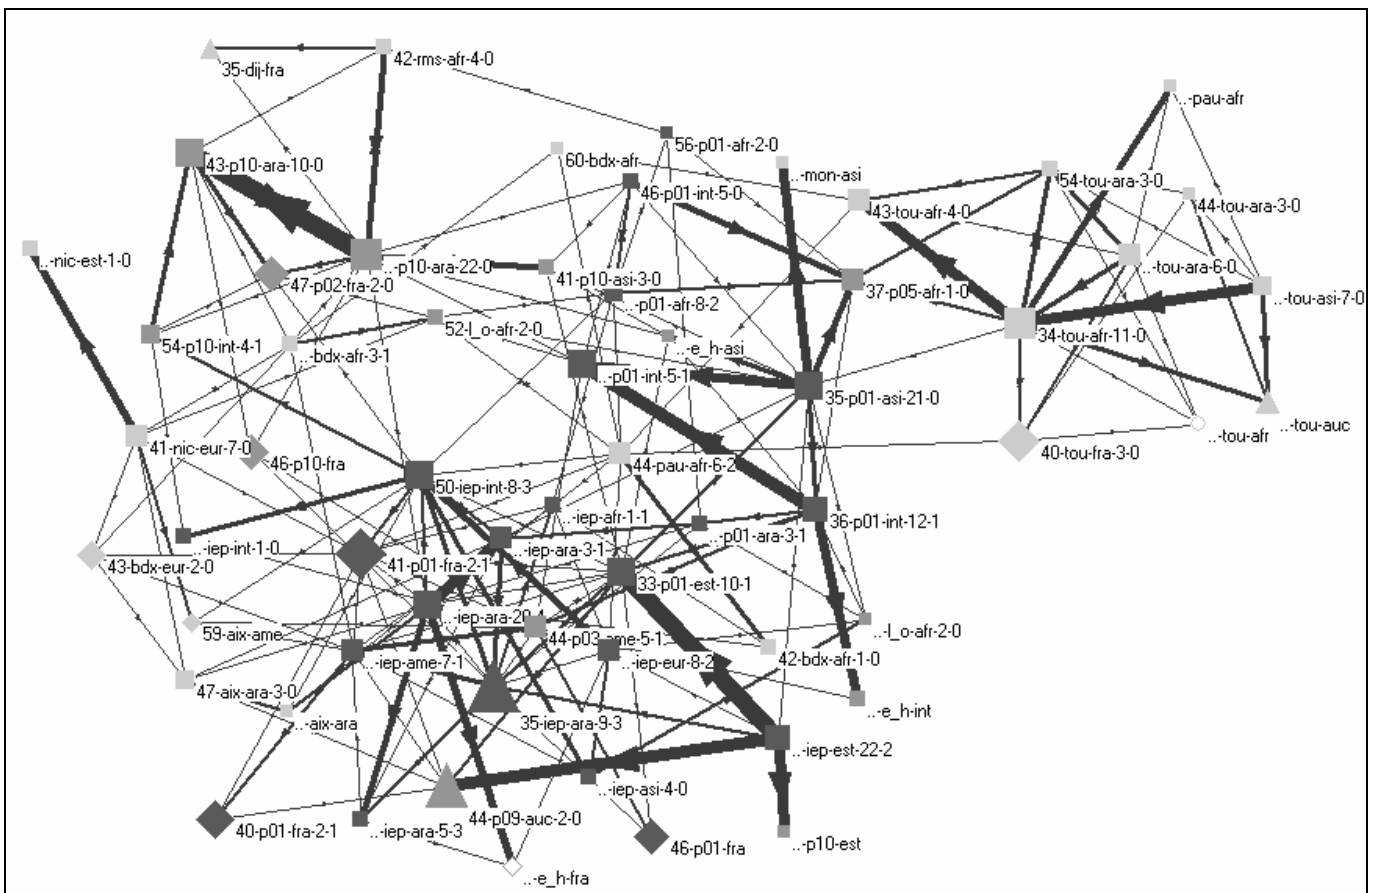 35-dij-fra
42-rms-afr-4-0
..-pau-afr
56-p01-afr-2-0
43-p10-ara-10-0
60-bdx-afr
..-mon-asi
46-p01-int-5-0
54-tou-ara-3-0
44-tou-ara-3-0
43-tou-afr-4-0
..-nic-est-1-0
..-p10-ara-22-0
..-tou-ara-6-0
47-p02-fra-2-0
41-p10-asi-3-0
37-p05-afr-1-0
..-tou-asi-7-0
..-p01-afr-8-2
52-l_o-afr-2-0
34-tou-afr-11-0
54-p10-int-4-1
..-bdx-afr-3-1
..-e_h-asi
..-p01-int-5-1
35-p01-asi-21-0
..-tou-auc
..-tou-afr
41-nic-eur-7-0
40-tou-fra-3-0
46-p10-fra
44-pau-afr-6-2
50-iep-int-8-3
..-iep-afr-1-1
36-p01-int-12-1
..-p01-ara-3-1
..-iep-int-1-0
..-iep-ara-3-1
43-bdx-eur-2-0
41-p01-fra-2-1
33-p01-est-10-1
..-iep-ara-20-4
59-aix-ame
44-p03-ame-5-1
..-l_o-afr-2-0
..-iep-ame-7-1
..-iep-eur-8-2
42-bdx-afr-1-0
47-aix-ara-3-0
..-e_h-int
..-aix-ara
35-iep-ara-9-3
..-iep-est-22-2
..-iep-asi-4-0
44-p09-auc-2-0
40-p01-fra-2-1
..-iep-ara-5-3
46-p01-fra
..-p10-est
..-e_h-fra